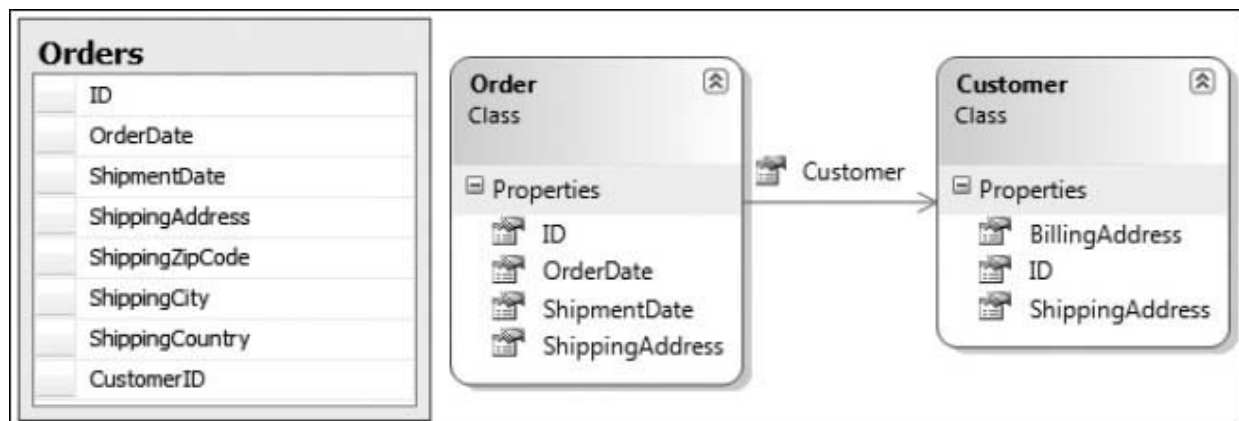 Orders
ID
OrderDate
ShipmentDate
ShippingAddress
ShippingZipCode
ShippingCity
ShippingCountry
CustomerID
Order
Class
Properties
ID
OrderDate
ShipmentDate
ShippingAddress
Customer
Customer
Class
Properties
BillingAddress
ID
ShippingAddress